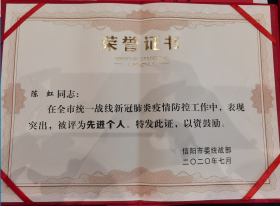 荣誉证书
陈虹同志：
在全市统一战线新冠肺炎疫情防控工作中，表现
突出，被评为先进个人。特发此证，以资鼓励。
信阳市委统战部
二〇二〇年七月